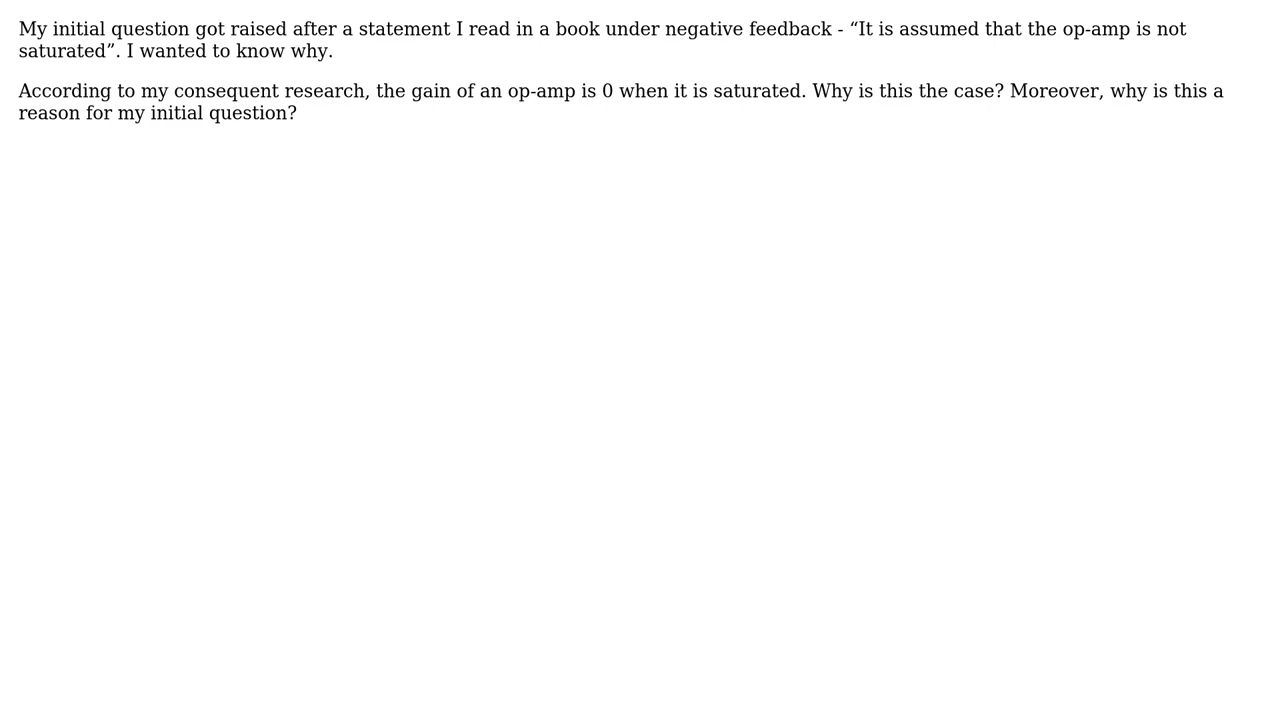 My initial question got raised after a statement I read in a book under negative feedback - “It is assumed that the op-amp is not
saturated”. I wanted to know why.
According to my consequent research, the gain of an op-amp is 0 when it is saturated. Why is this the case? Moreover, why is this a
reason for my initial question?